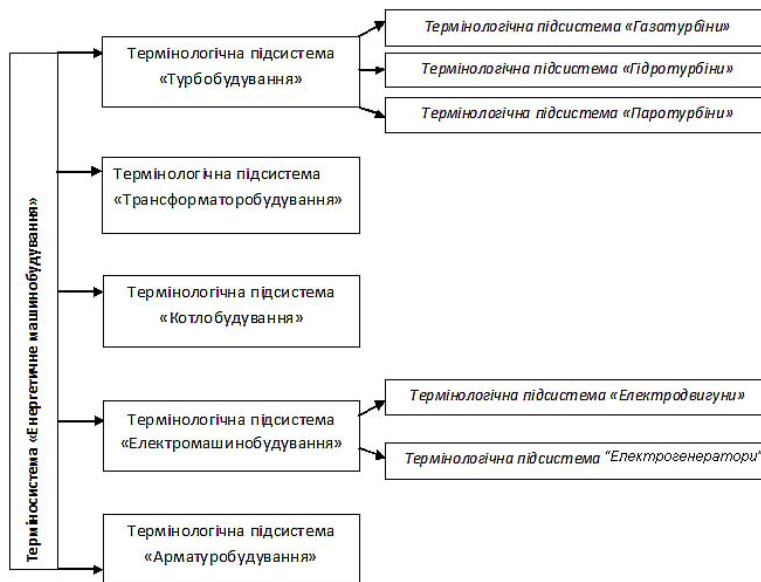 Терміносистема «Енергетичне машинобудування»
Термінологічна підсистема
«Турбобудування»
Термінологічна підсистема «Газотурбіни»
Термінологічна підсистема «Гідротурбіни»
Термінологічна підсистема «Паротурбіни»
Термінологічна підсистема
«Трансформаторобудування»
Термінологічна підсистема
«Котлобудування»
Термінологічна підсистема
«Електромашинобудування»
Термінологічна підсистема «Електродвигуни»
Термінологічна підсистема "Електрогенератори"
Термінологічна підсистема
«Арматуробудування»